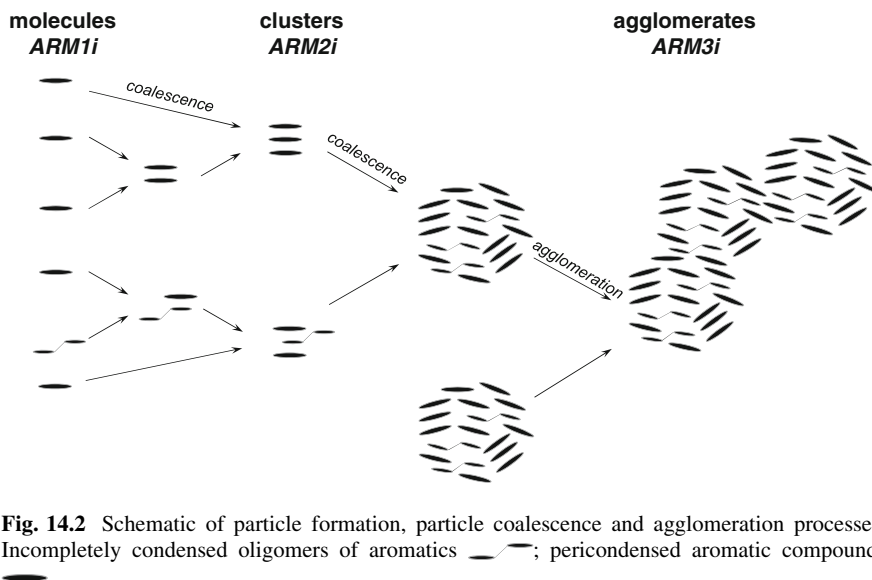 molecules clusters agglomerates
ARM1i ARM2i ARM3i
coalescence
coalescence
agglomeration
Fig. 14.2 Schematic of particle formation, particle coalescence and agglomeration processe
Incompletely condensed oligomers of aromatics ; pericondensed aromatic compound